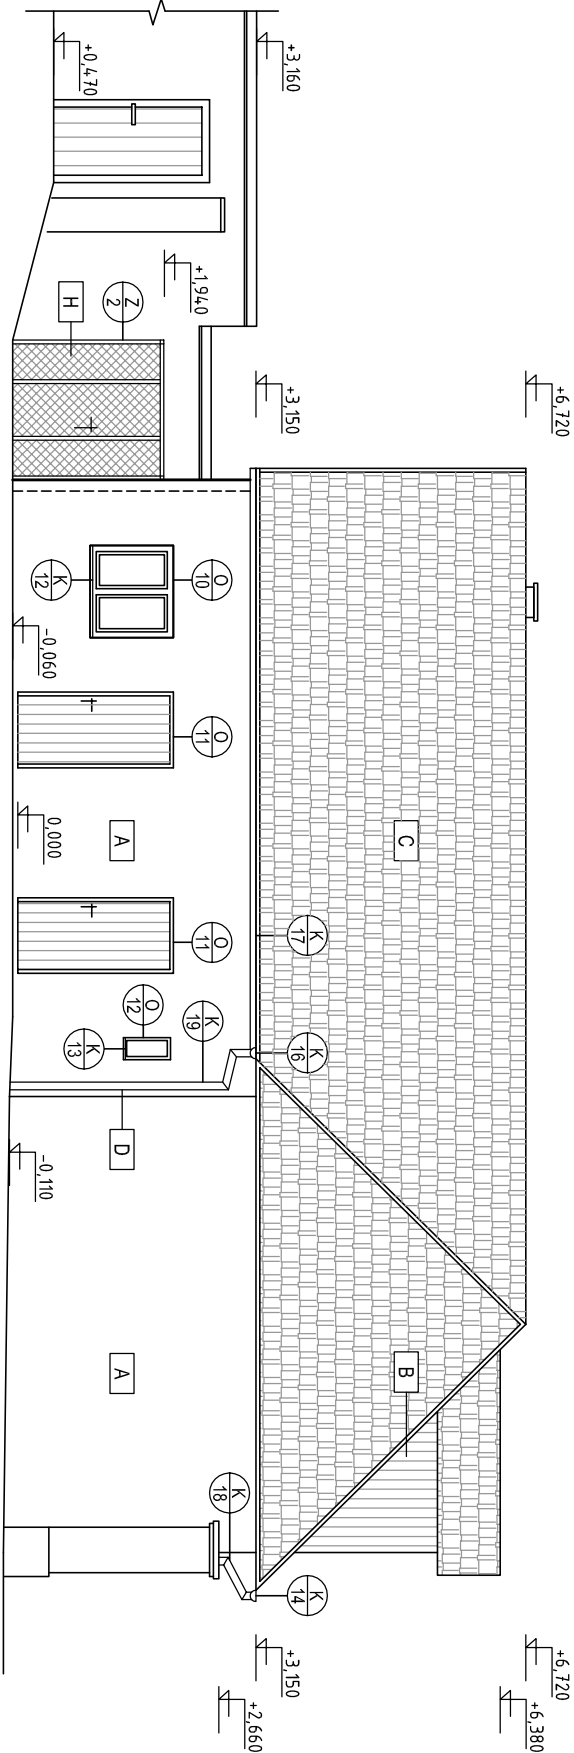 +6,720
+6,720
+6,380
C
B
K
17
K
16
K
14
+3,160
+3,150
+3,150
+2,660
K
18
O
10
O
11
O
11
K
19
+1,940
O
12
Z
2
A
D
A
K
13
+0,470
H
K
12
-0,060
0,000
-0,110